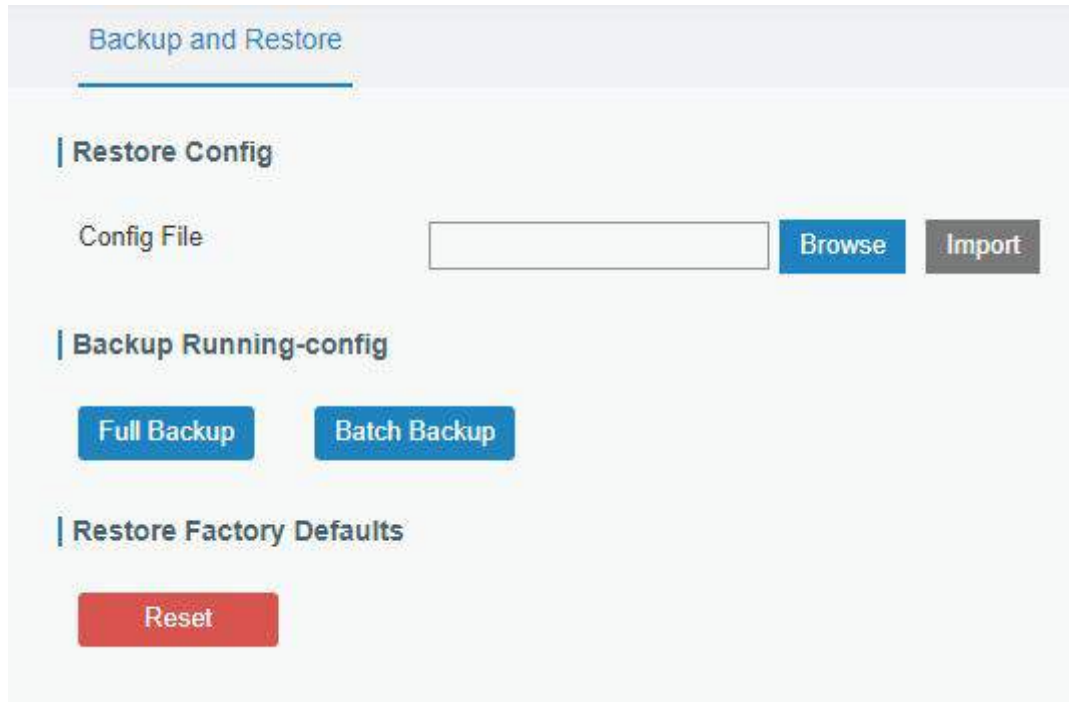 Backup and Restore
Restore Config
Config File Browse Import
Backup Running-config
Full Backup Batch Backup
Restore Factory Defaults
Reset